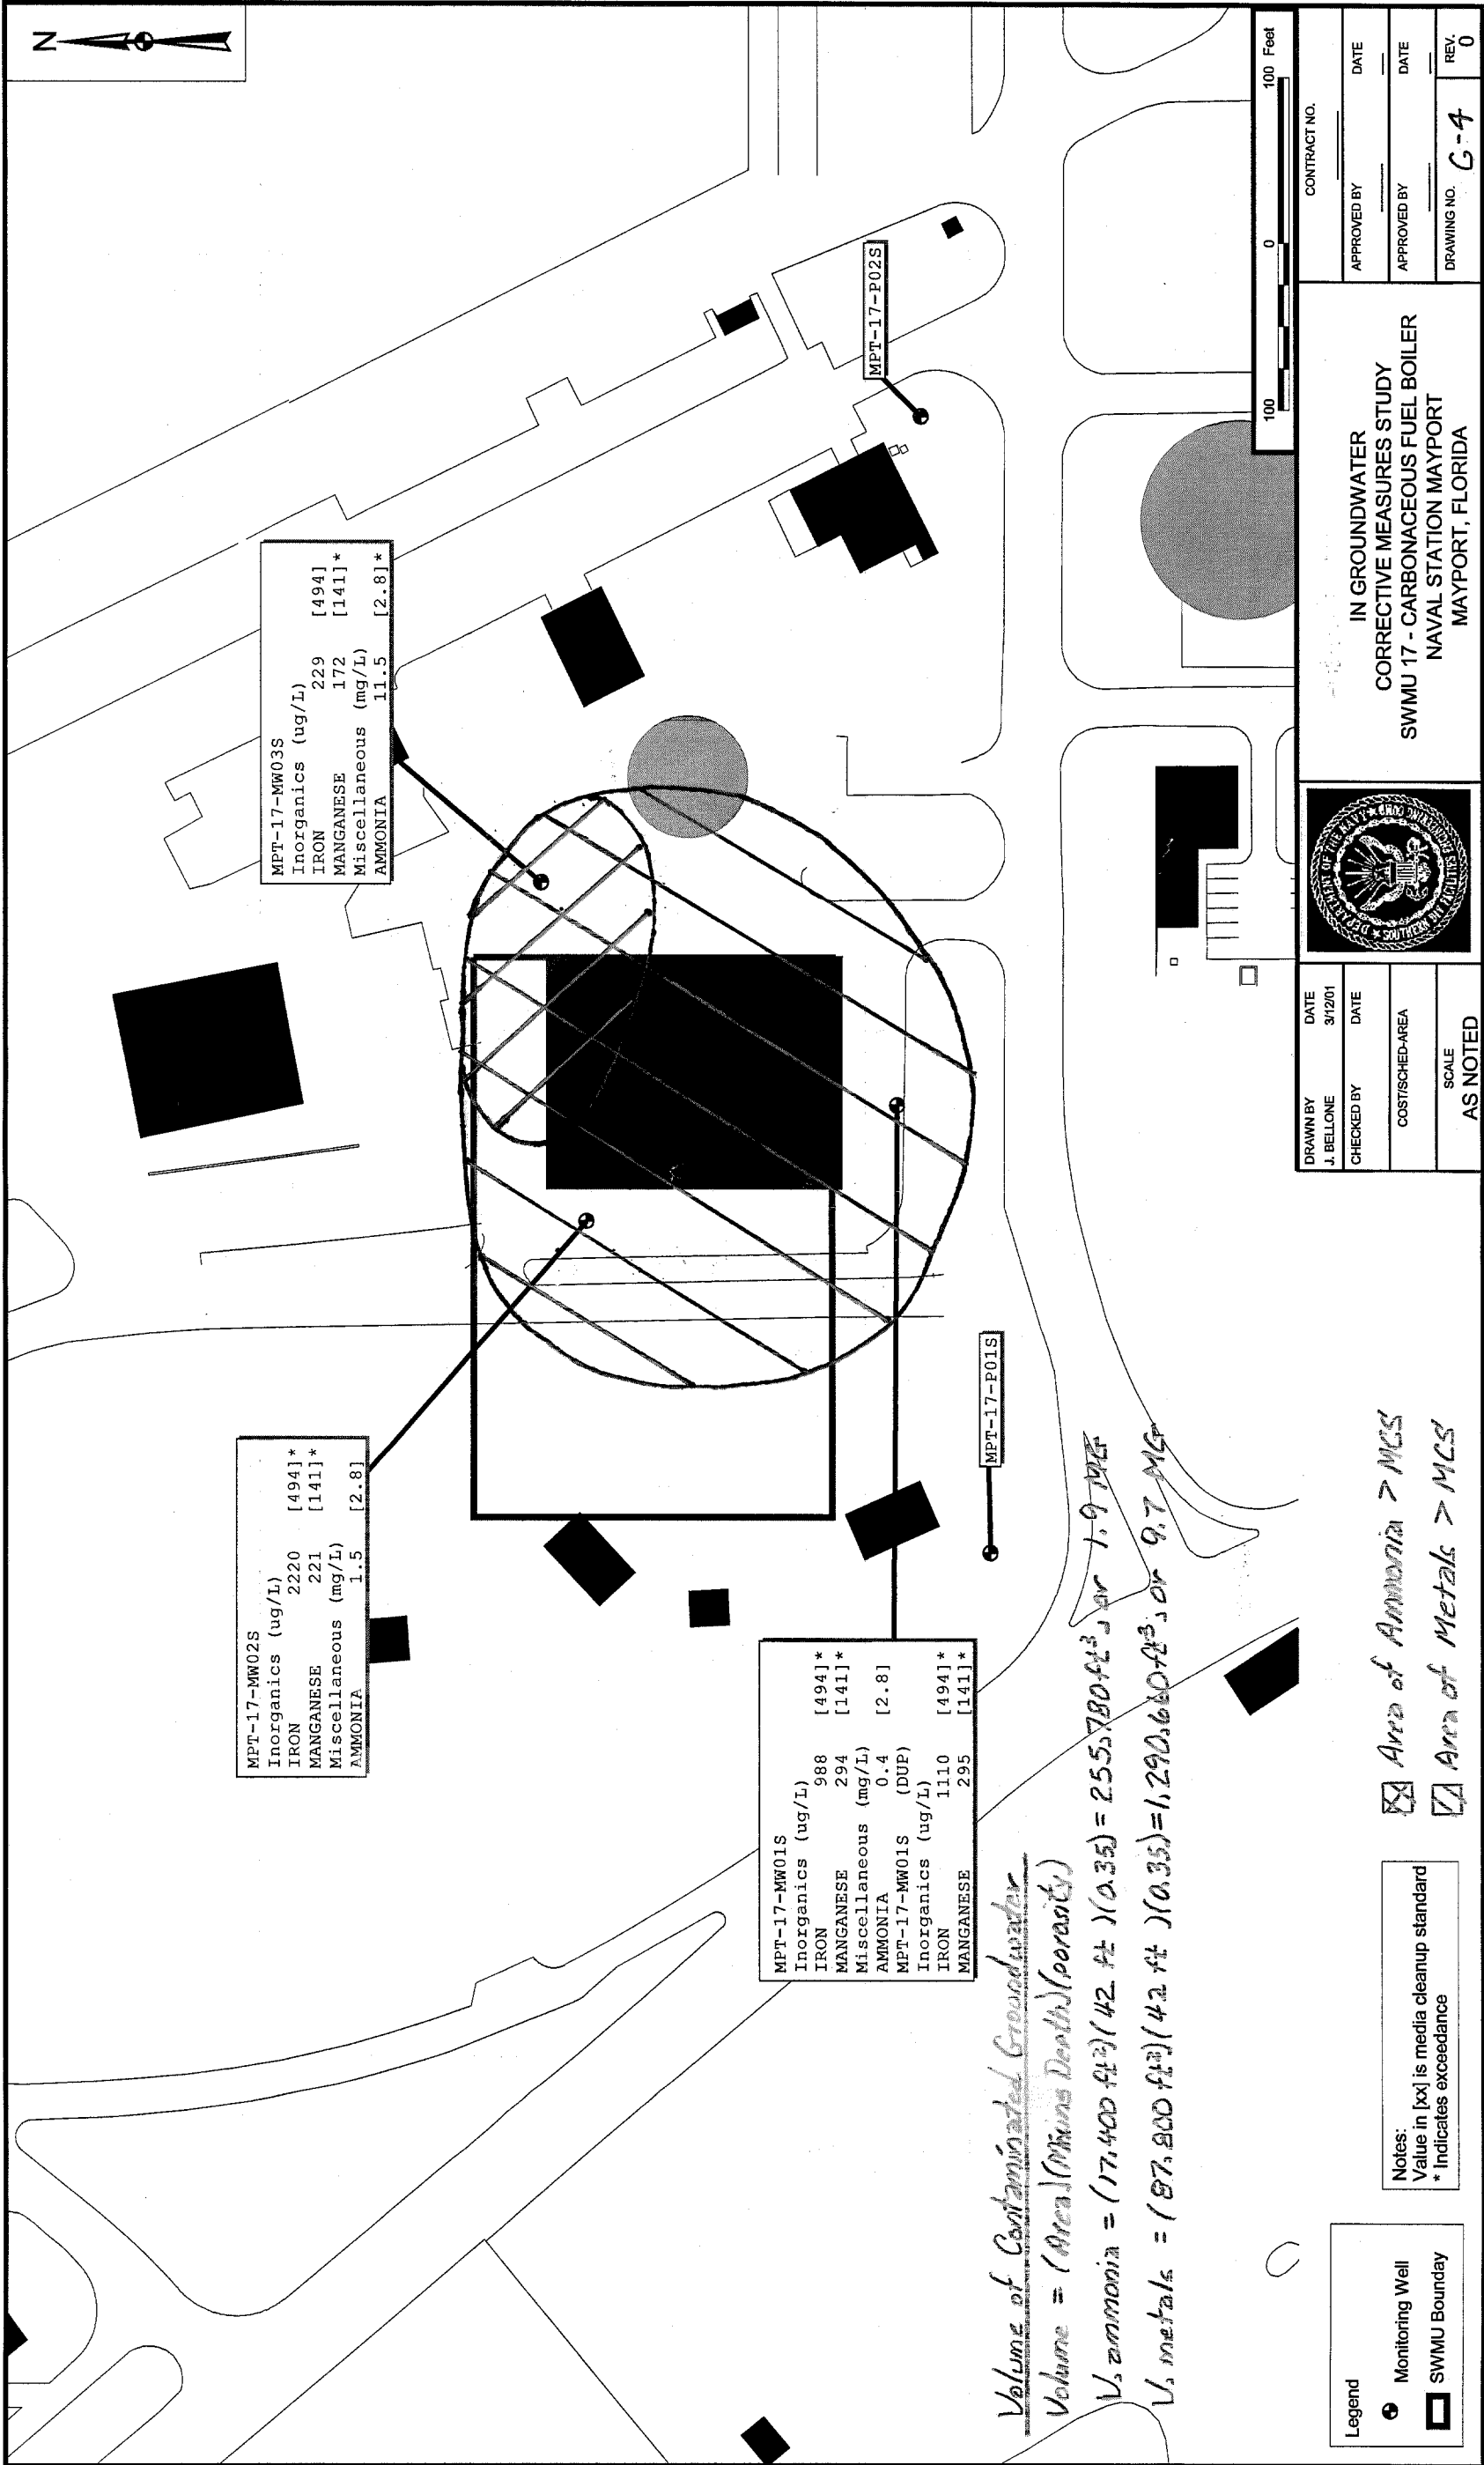 N
MPT-17-MW03S
Inorganics (ug/L)
IRON 229 [494]
MANGANESE 172 [141]*
Miscellaneous (mg/L)
AMMONIA 11.5 [2.8]*
MPT-17-MW02S
Inorganics (ug/L)
IRON 2220 [494]*
MANGANESE 221 [141]*
Miscellaneous (mg/L)
AMMONIA 1.5 [2.8]
MPT-17-P02S
MPT-17-MW01S
Inorganics (ug/L)
IRON 988 [494]*
MANGANESE 294 [141]*
Miscellaneous (mg/L)
AMMONIA 0.4 [2.8]
MPT-17-MW01S (DUP)
Inorganics (ug/L)
IRON 1110 [494]*
MANGANESE 295 [141]*
MPT-17-P01S
Volume of Contaminated Groundwater
Volume = (Area)(Mixing Depth)(porosity)
V, ammonia = (17,400 ft²)(42 ft)(0.35) = 255,780 ft³, or 1.9 MG
V, metals = (87,800 ft²)(42 ft)(0.35) = 1,290,660 ft³, or 9.7 MG
Area of Ammonia > MCS
Area of Metals > MCS
Legend
Monitoring Well
SWMU Bounday
Notes:
Value in [xx] is media cleanup standard
* Indicates exceedance
100 0 100 Feet
DRAWN BY DATE
J. BELLONE 3/12/01
CHECKED BY DATE
COST/SCHED-AREA
SCALE
AS NOTED
DEPARTMENT OF THE NAVY
IN GROUNDWATER
CORRECTIVE MEASURES STUDY
SWMU 17 - CARBONACEOUS FUEL BOILER
NAVAL STATION MAYPORT
MAYPORT, FLORIDA
CONTRACT NO.
APPROVED BY DATE
APPROVED BY DATE
DRAWING NO. G-4 REV. 0